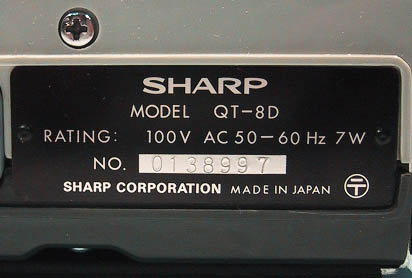 SHARP
MODEL QT-8D
RATING: 100V AC 50-60 Hz 7W
NO. 0138997
SHARP CORPORATION MADE IN JAPAN 〶